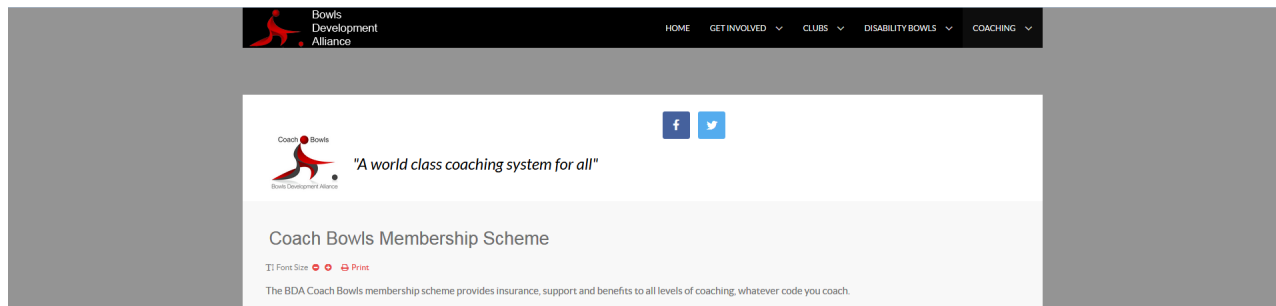 Bowls
Development
Alliance
HOME GET INVOLVED CLUBS DISABILITY BOWLS COACHING
Coach Bowls
Bowls Development Alliance
"A world class coaching system for all"
Coach Bowls Membership Scheme
Font Size Print
The BDA Coach Bowls membership scheme provides insurance, support and benefits to all levels of coaching, whatever code you coach.